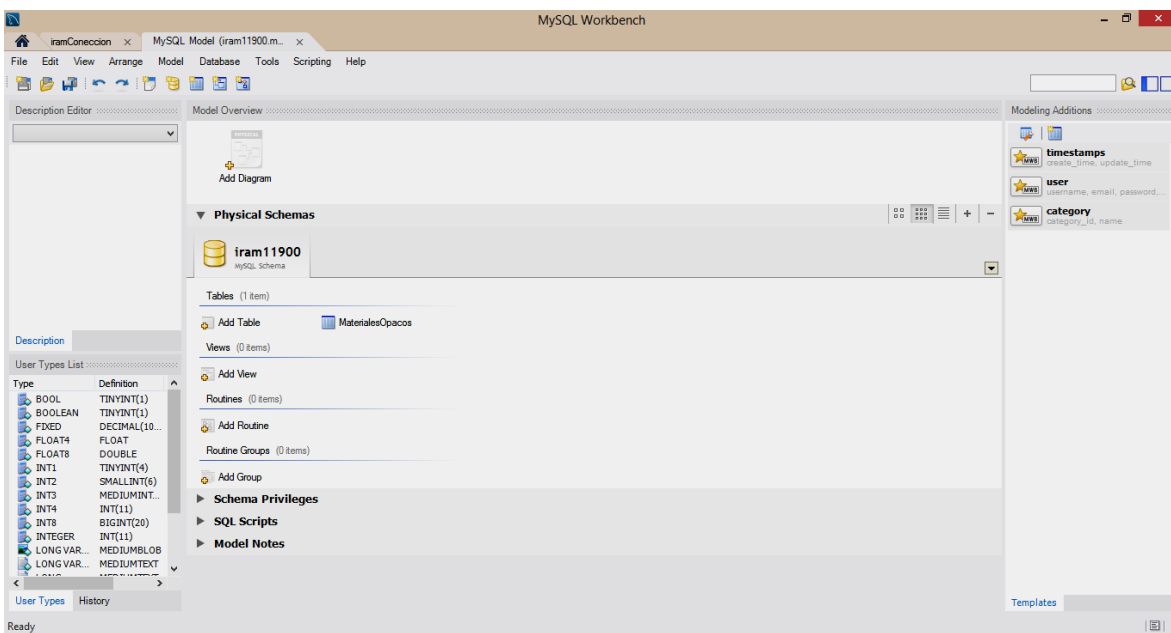 MySQL Workbench
iramConeccion × MySQL Model (iram11900.m... ×
File Edit View Arrange Model Database Tools Scripting Help
Description Editor
Model Overview
Modeling Additions
PHYSICAL
Add Diagram
timestamps
create_time, update_time
user
username, email, password,...
category
category_id, name
Physical Schemas
iram11900
MySQL Schema
Tables (1 item)
Add Table
MaterialesOpacos
Views (0 items)
Add View
Routines (0 items)
Add Routine
Routine Groups (0 items)
Add Group
Schema Privileges
SQL Scripts
Model Notes
Description
User Types List
Type Definition
BOOL TINYINT(1)
BOOLEAN TINYINT(1)
FIXED DECIMAL(10...
FLOAT4 FLOAT
FLOAT8 DOUBLE
INT1 TINYINT(4)
INT2 SMALLINT(6)
INT3 MEDIUMINT...
INT4 INT(11)
INT8 BIGINT(20)
INTEGER INT(11)
LONG VAR... MEDIUMBLOB
LONG VAR... MEDIUMTEXT
User Types History
Templates
Ready